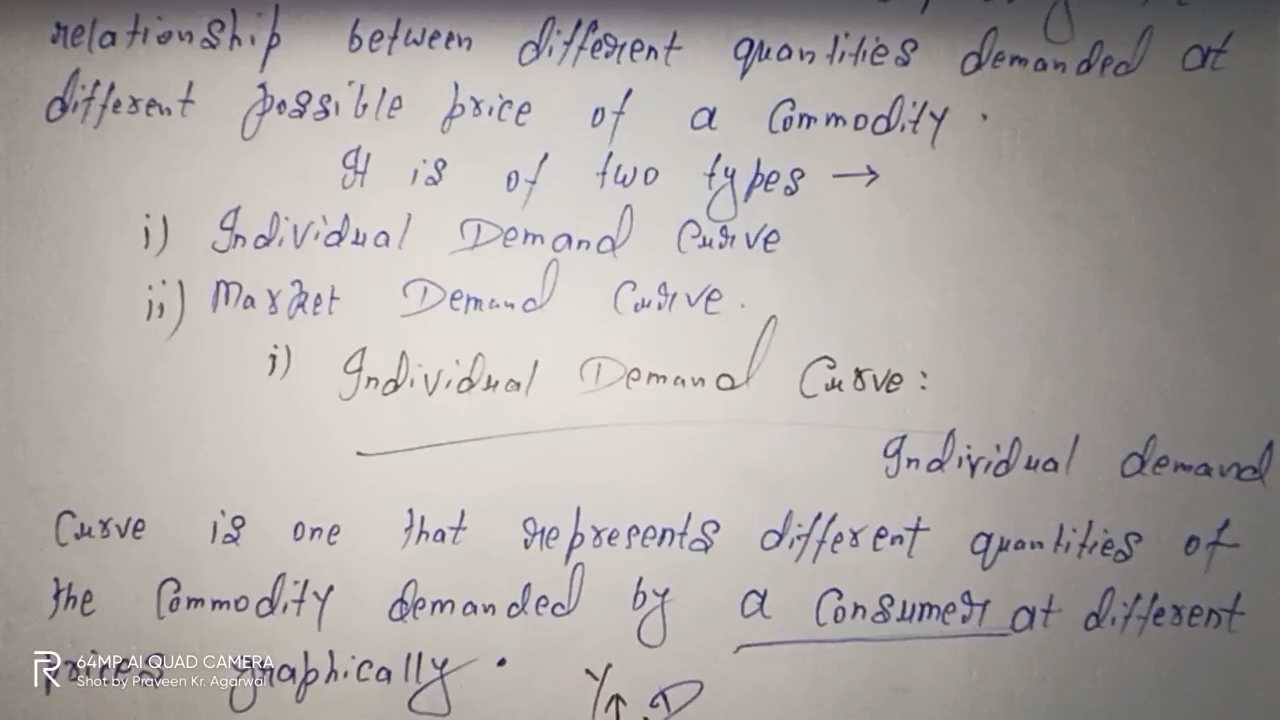 relationship between different quantities demanded at
different possible price of a Commodity.
It is of two types →
i) Individual Demand Curve
ii) Market Demand Curve.
i) Individual Demand Curve:
Individual demand
Curve is one that represents different quantities of
the Commodity demanded by a Consumer at different
prices graphically.
64MP AI QUAD CAMERA
Shot by Praveen Kr. Agarwal
Y↑ D